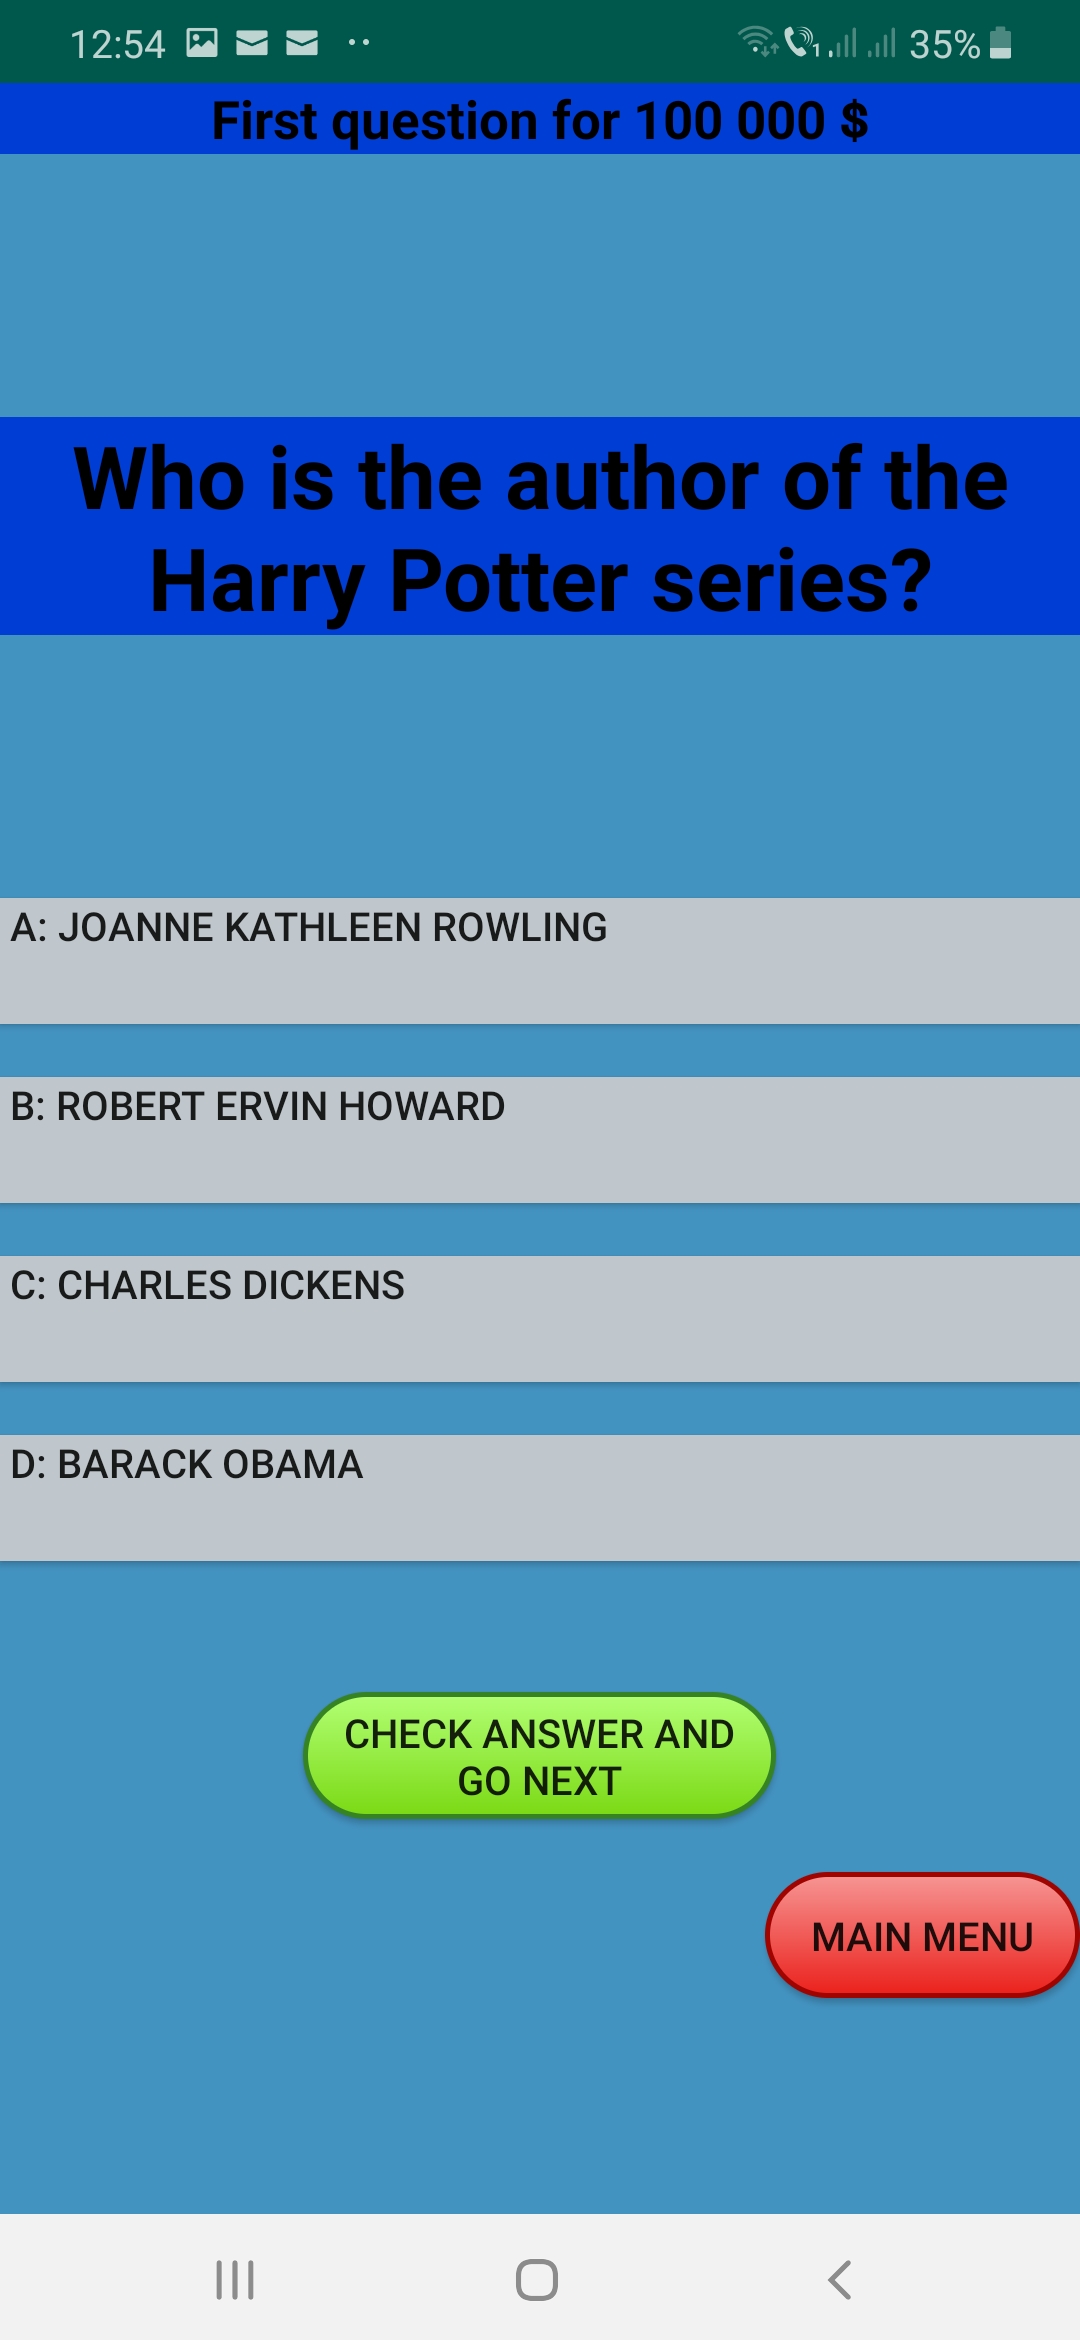 12:54
1
35%
First question for 100 000 $
Who is the author of the
Harry Potter series?
A: JOANNE KATHLEEN ROWLING
B: ROBERT ERVIN HOWARD
C: CHARLES DICKENS
D: BARACK OBAMA
CHECK ANSWER AND
GO NEXT
MAIN MENU